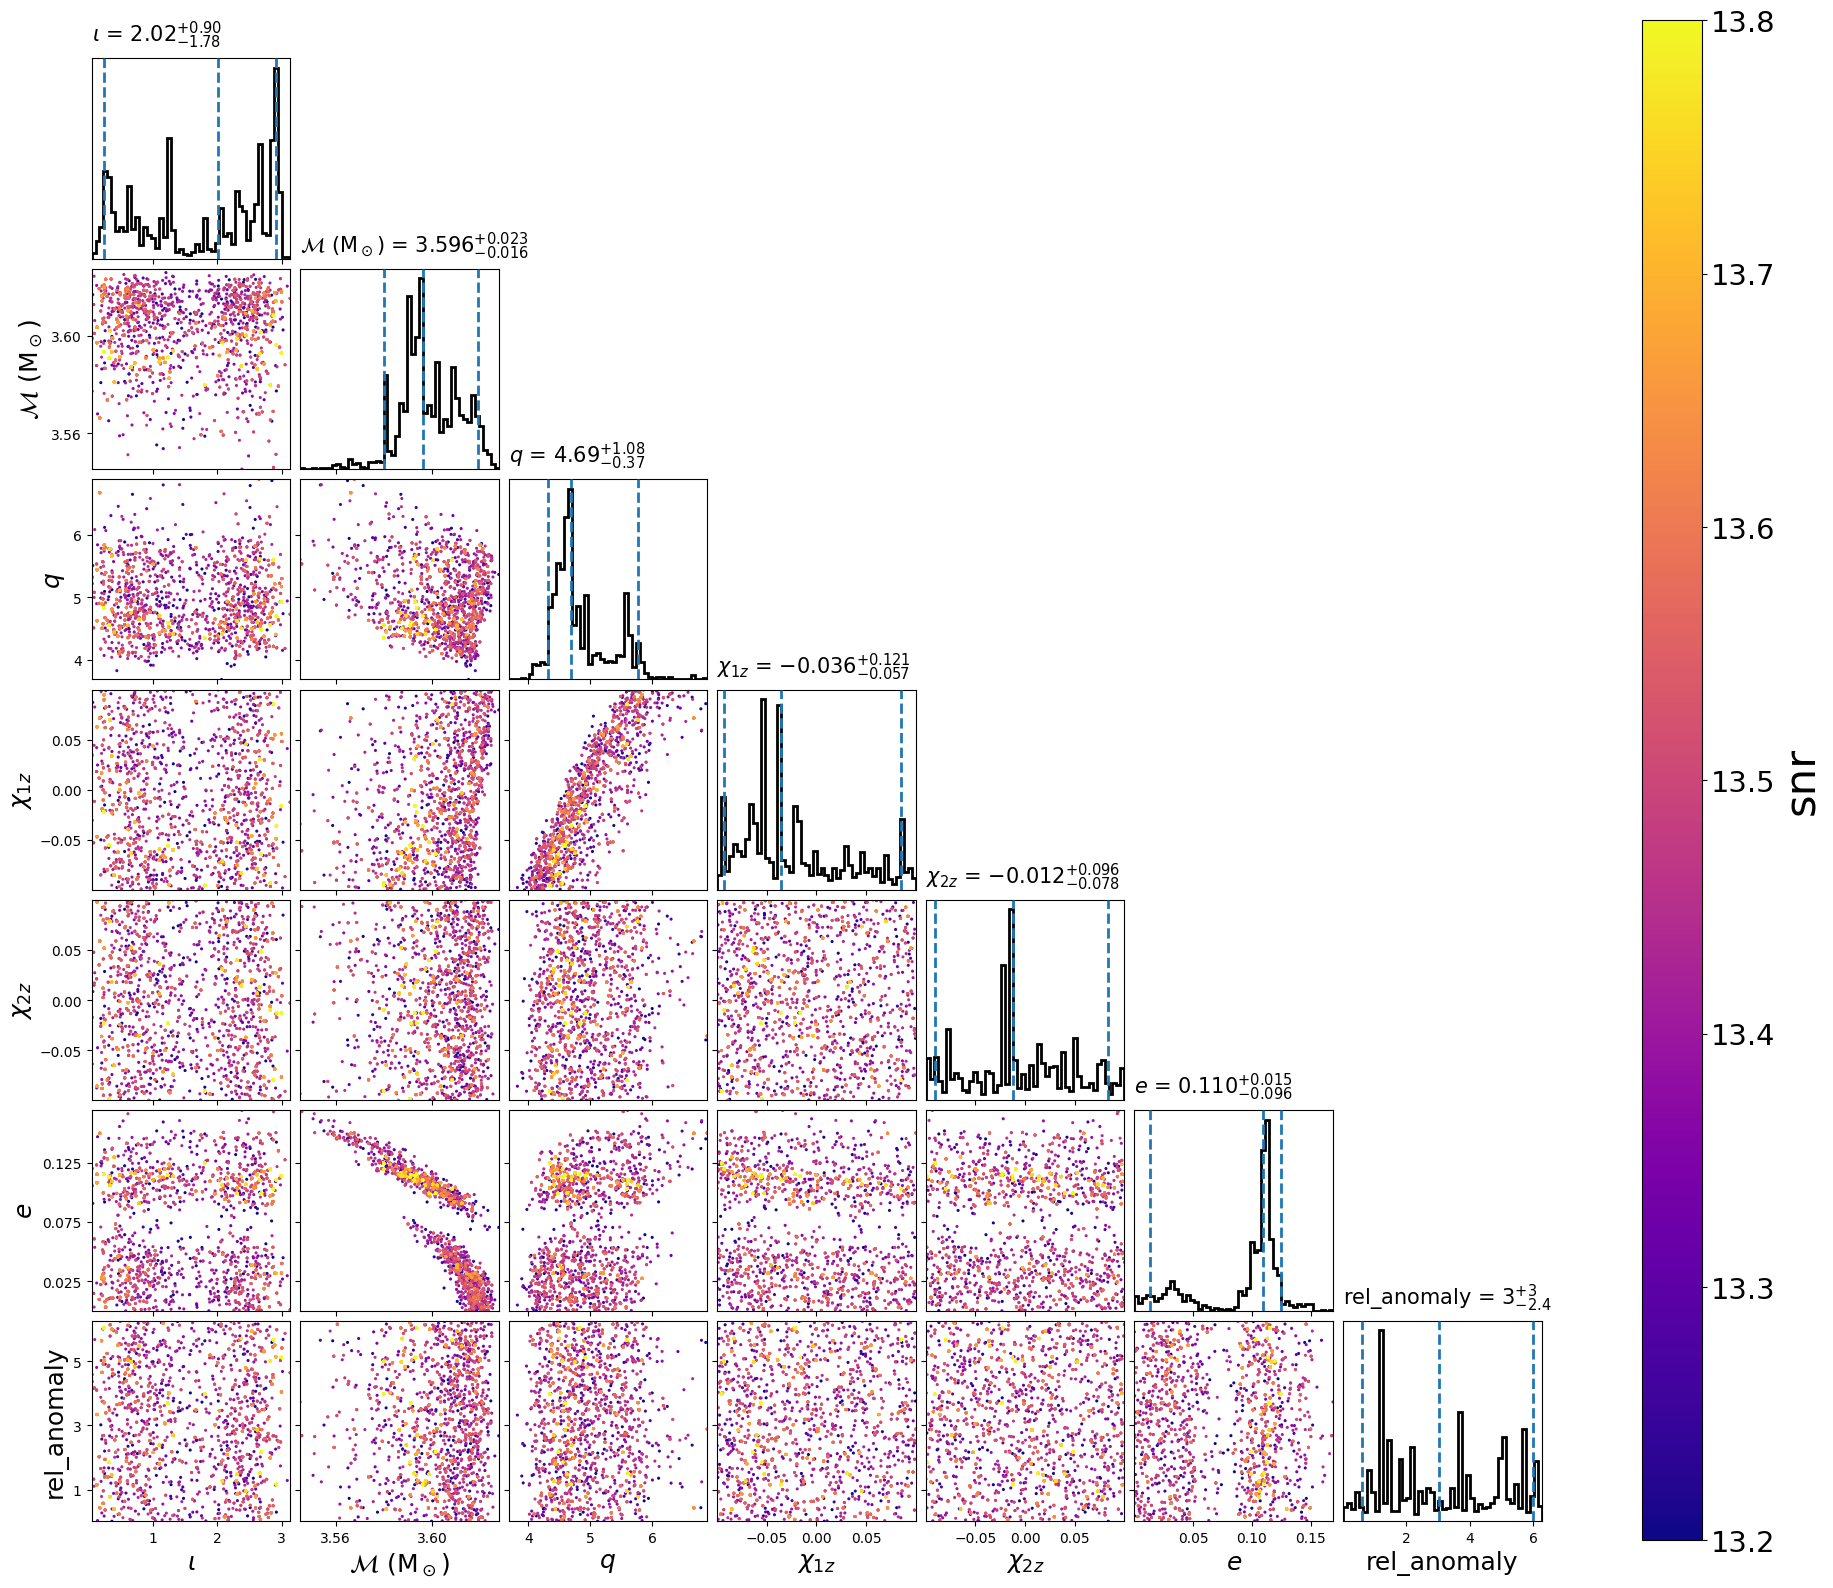 ι = 2.02+0.90−1.78
13.8
ℳ (M⊙) = 3.596+0.023−0.016
13.7
ℳ (M⊙)
3.60
3.56
q = 4.69+1.08−0.37
q
6
5
4
13.6
χ1z = −0.036+0.121−0.057
χ1z
0.05
0.00
−0.05
13.5
snr
χ2z = −0.012+0.096−0.078
χ2z
0.05
0.00
−0.05
13.4
e = 0.110+0.015−0.096
e
0.125
0.075
0.025
13.3
rel_anomaly = 3+3−2.4
rel_anomaly
5
3
1
13.2
1 2 3 3.56 3.60 4 5 6 −0.05 0.00 0.05 −0.05 0.00 0.05 0.05 0.10 0.15 2 4 6
ι ℳ (M⊙) q χ1z χ2z e rel_anomaly